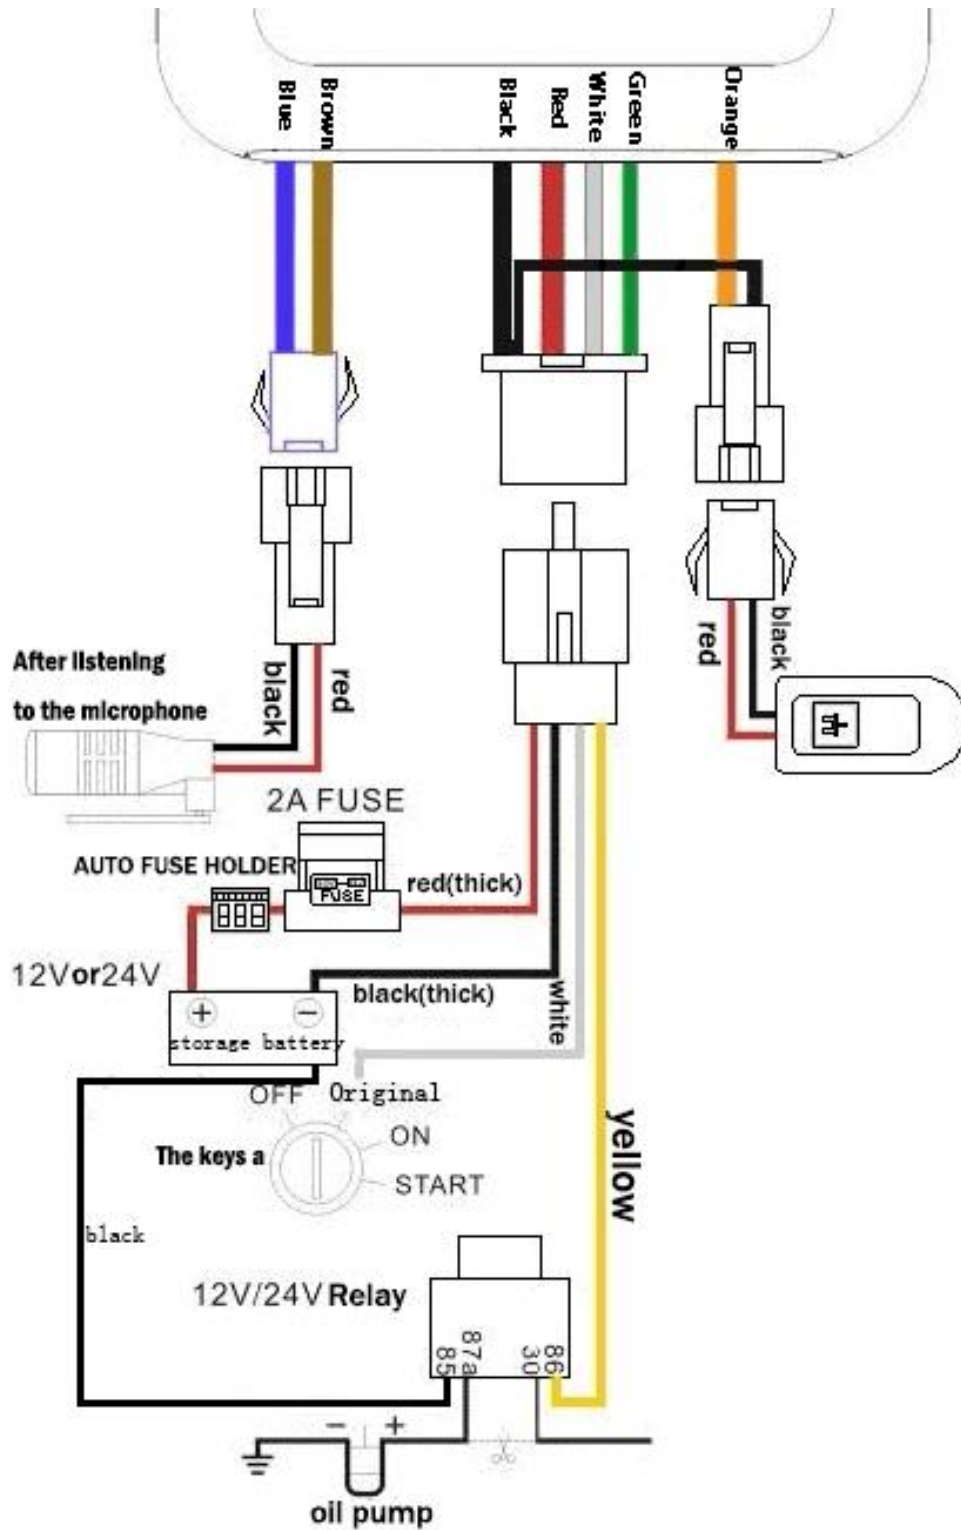 Blue
Brown
Black
Red
White
Green
Orange
black
red
red
black
After listening
to the microphone
2A FUSE
AUTO FUSE HOLDER
FUSE
red(thick)
12Vor24V
+ −
storage battery
black(thick)
white
OFF
Original
ON
The keys a
START
yellow
black
12V/24V Relay
85
87a
30
86
− +
oil pump